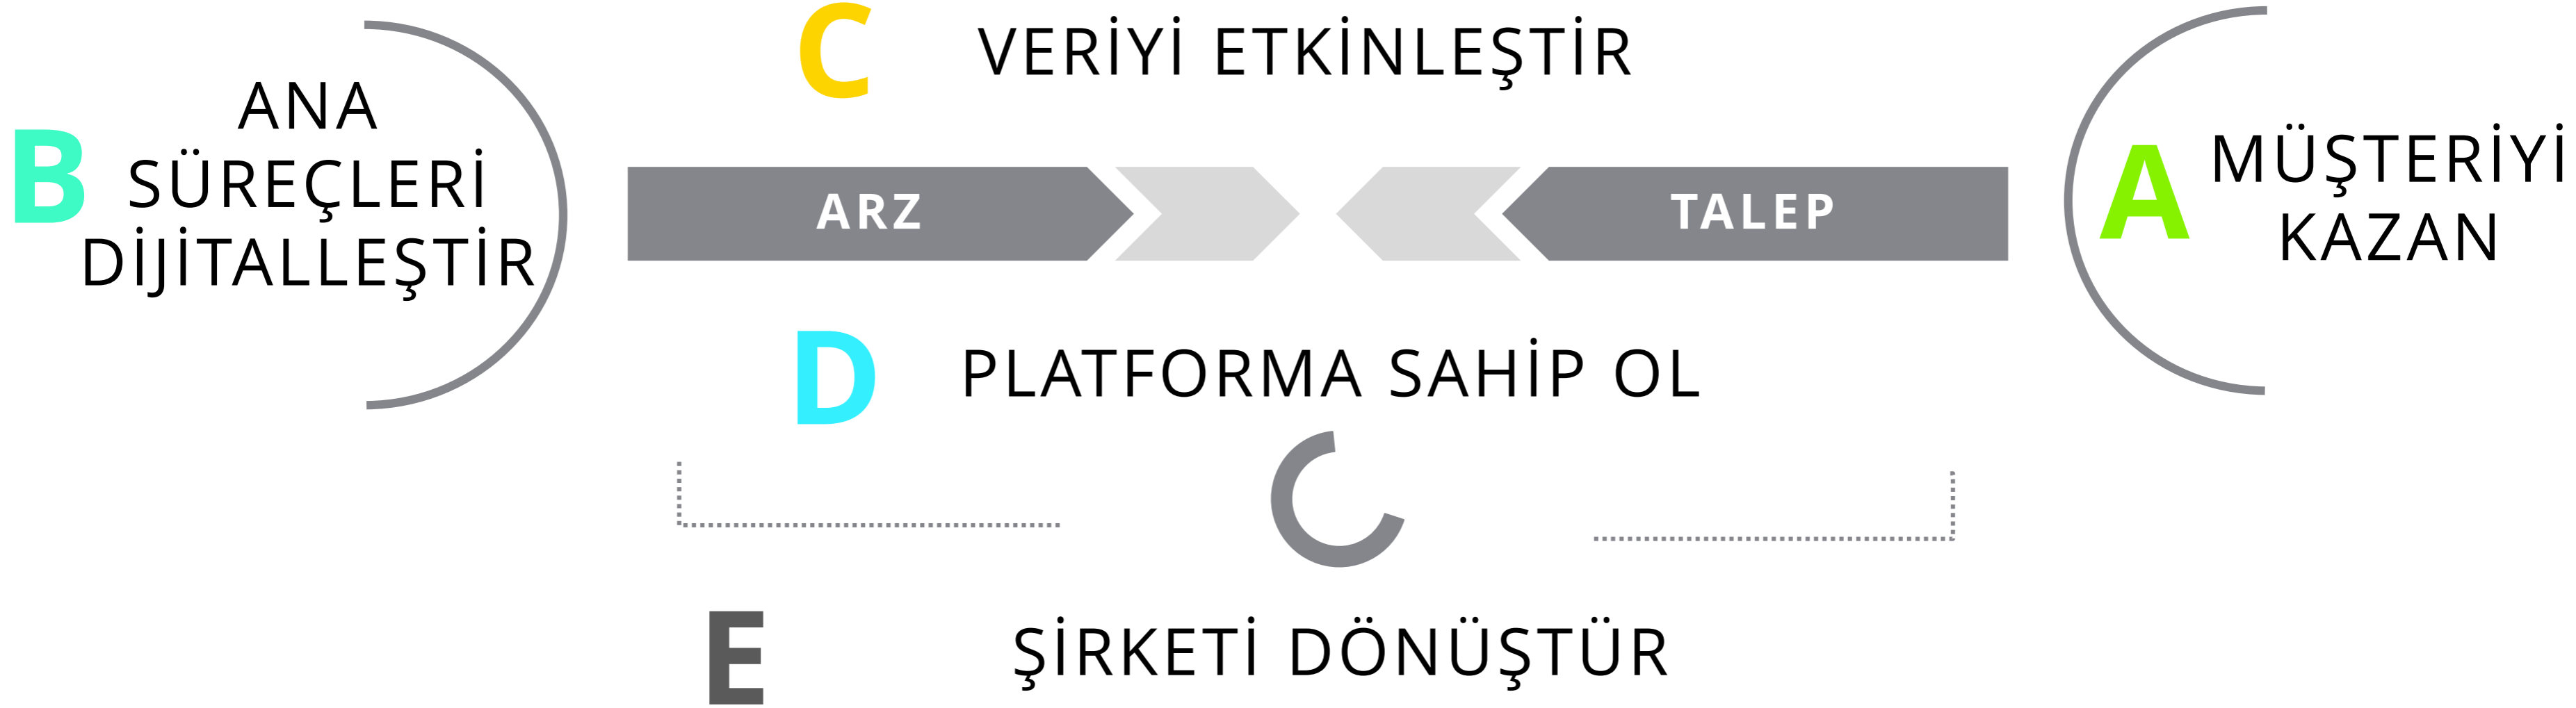 C
VERİYİ ETKİNLEŞTİR
B
ANA
SÜREÇLERİ
DİJİTALLEŞTİR
ARZ
TALEP
A
MÜŞTERİYİ
KAZAN
D
PLATFORMA SAHİP OL
E
ŞİRKETİ DÖNÜŞTÜR